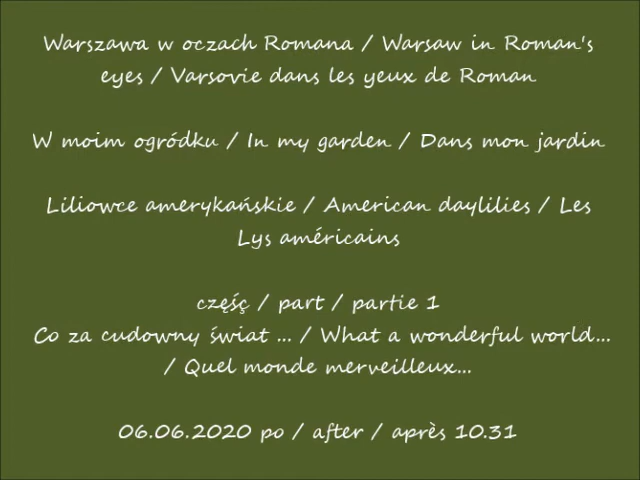 Warszawa w oczach Romana / Warsaw in Roman's
eyes / Varsovie dans les yeux de Roman
W moim ogródku / In my garden / Dans mon jardin
Liliowce amerykańskie / American daylilies / Les
Lys américains
częśç / part / partie 1
Co za cudowny świat ... / What a wonderful world...
/ Quel monde merveilleux...
06.06.2020 po / after / après 10.31